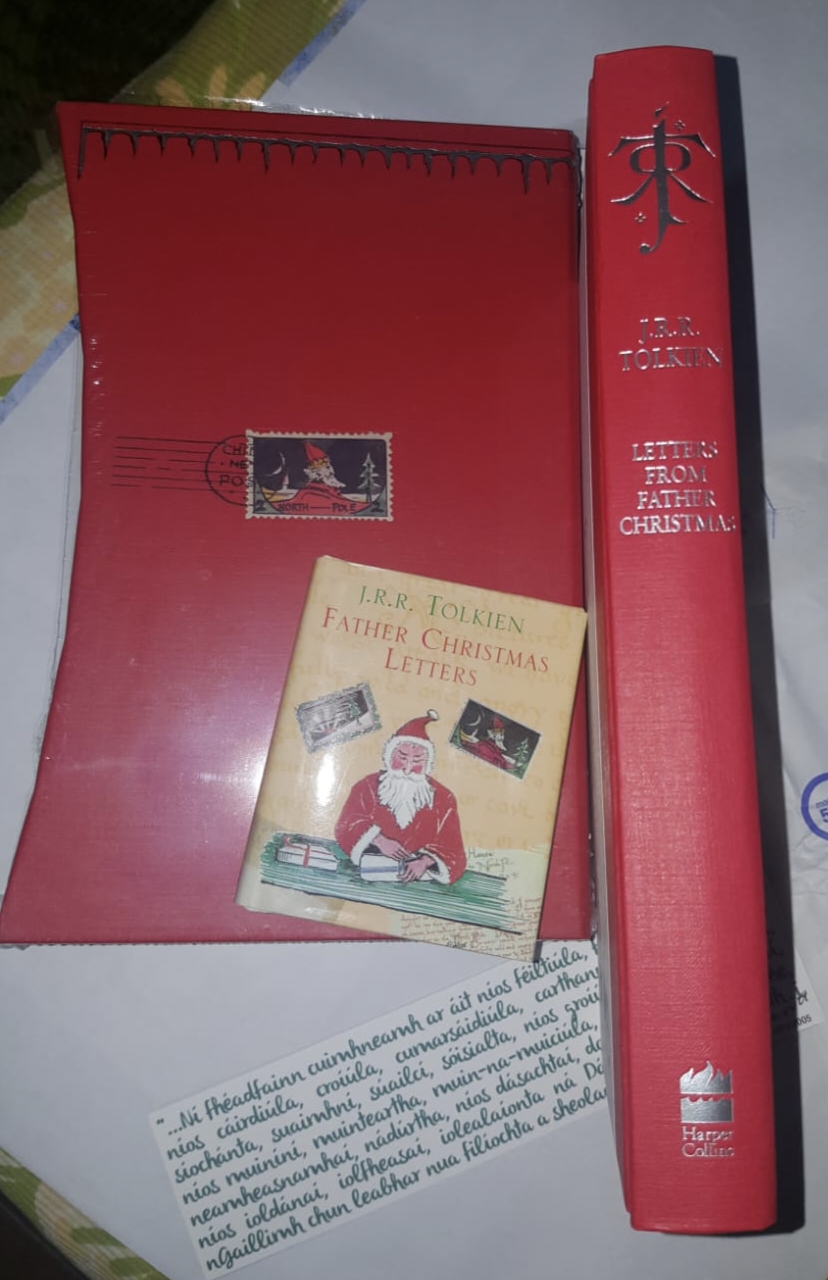 J.R.R.
TOLKIEN
LETTERS
FROM
FATHER
CHRISTMAS
Harper
Collins
NORTH — POLE
2 2
J.R.R. TOLKIEN
FATHER CHRISTMAS
LETTERS
"...Ní fhéadfainn cuimhneamh ar áit níos féiltiúla,
níos cáirdiúla, croíúla, cumarsáidiúla,
síochánta, suaimhní, súailcí, sóisialta, níos
níos muiníní, muinteartha, muin-na-muiciúla,
neamheasnamhaí, nádúrtha, níos dásachtaí,
níos ioldánaí, iolfheasaí, iolealaíonta ná
nGaillimh chun leabhar nua filíochta a